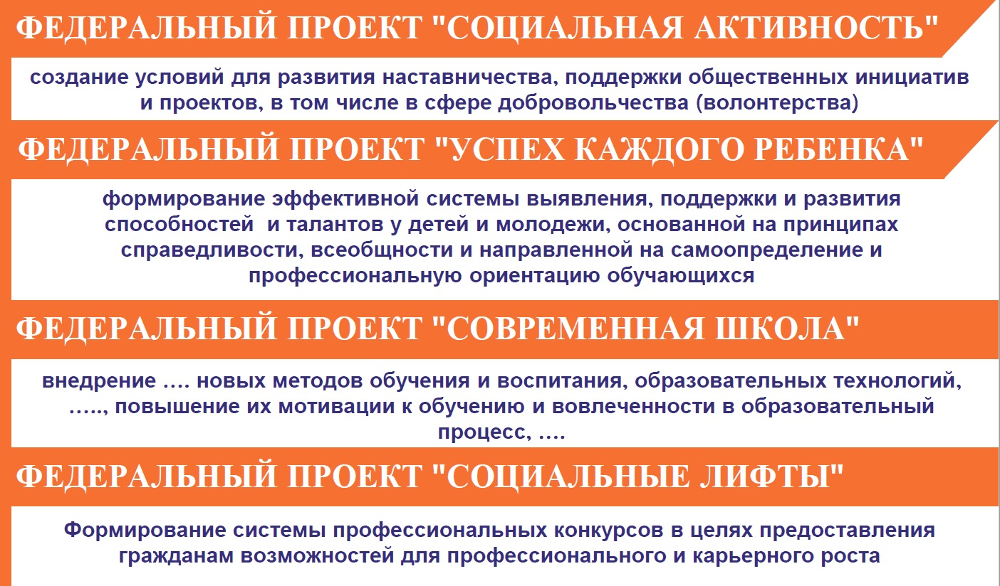 ФЕДЕРАЛЬНЫЙ ПРОЕКТ "СОЦИАЛЬНАЯ АКТИВНОСТЬ"
создание условий для развития наставничества, поддержки общественных инициатив
и проектов, в том числе в сфере добровольчества (волонтерства)
ФЕДЕРАЛЬНЫЙ ПРОЕКТ "УСПЕХ КАЖДОГО РЕБЕНКА"
формирование эффективной системы выявления, поддержки и развития
способностей и талантов у детей и молодежи, основанной на принципах
справедливости, всеобщности и направленной на самоопределение и
профессиональную ориентацию обучающихся
ФЕДЕРАЛЬНЫЙ ПРОЕКТ "СОВРЕМЕННАЯ ШКОЛА"
внедрение …. новых методов обучения и воспитания, образовательных технологий,
….., повышение их мотивации к обучению и вовлеченности в образовательный
процесс, ….
ФЕДЕРАЛЬНЫЙ ПРОЕКТ "СОЦИАЛЬНЫЕ ЛИФТЫ"
Формирование системы профессиональных конкурсов в целях предоставления
гражданам возможностей для профессионального и карьерного роста